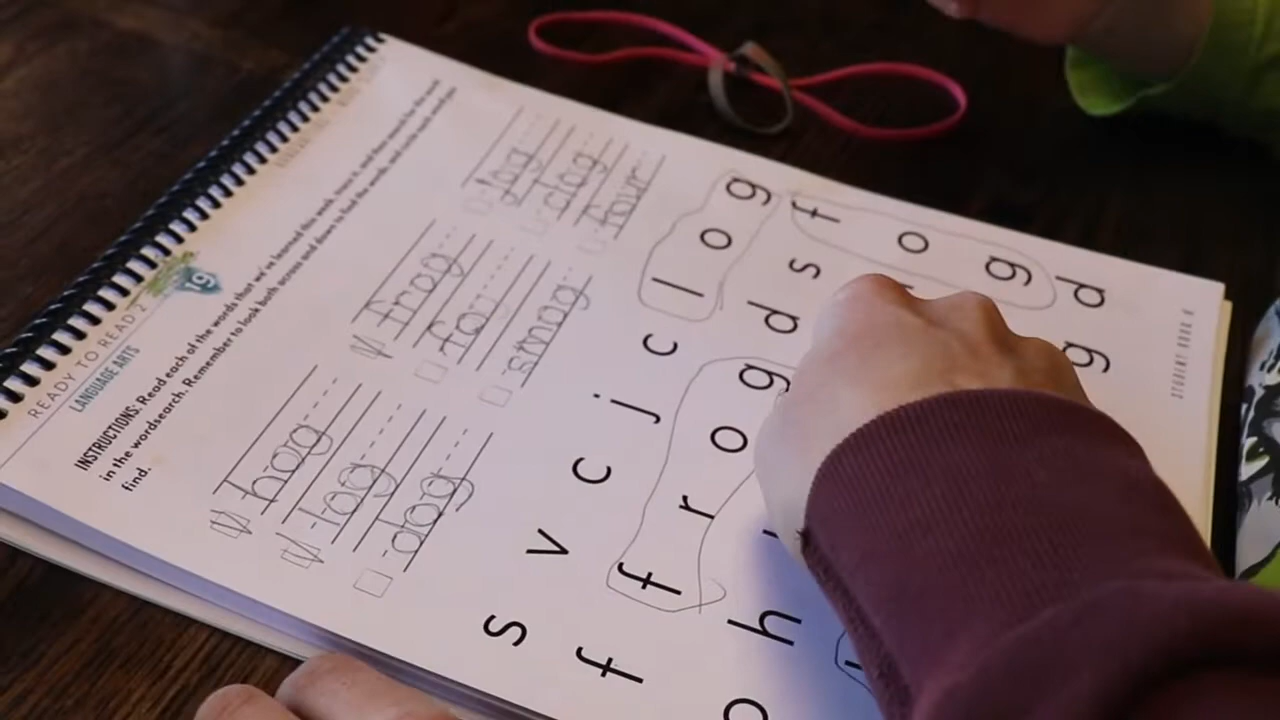 READY TO READ 2
LANGUAGE ARTS
19
INSTRUCTIONS: Read each of the words that we've learned this week, trace it, and then search for the word
in the wordsearch. Remember to look both across and down to find the words, and circle each word you
find.
hog frog
log fog
dog smog four
s v c j c l o g
f f r o g d s f
o h o
g
g d
STUDENT BOOK